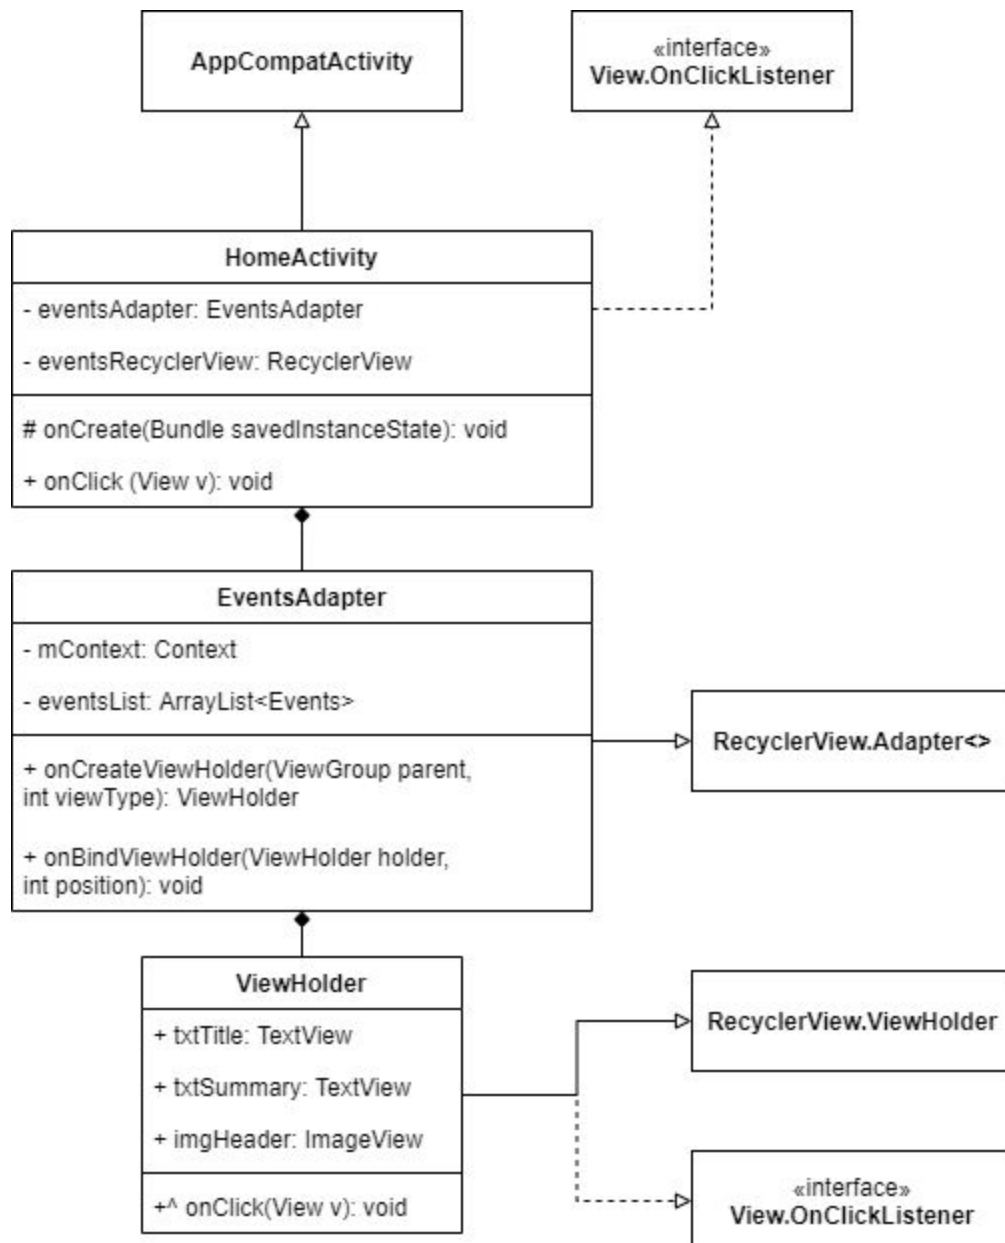 AppCompatActivity
«interface»
View.OnClickListener
HomeActivity
- eventsAdapter: EventsAdapter
- eventsRecyclerView: RecyclerView
# onCreate(Bundle savedInstanceState): void
+ onClick (View v): void
EventsAdapter
- mContext: Context
- eventsList: ArrayList<Events>
+ onCreateViewHolder(ViewGroup parent,
int viewType): ViewHolder
+ onBindViewHolder(ViewHolder holder,
int position): void
RecyclerView.Adapter<>
ViewHolder
+ txtTitle: TextView
+ txtSummary: TextView
+ imgHeader: ImageView
+^ onClick(View v): void
RecyclerView.ViewHolder
«interface»
View.OnClickListener